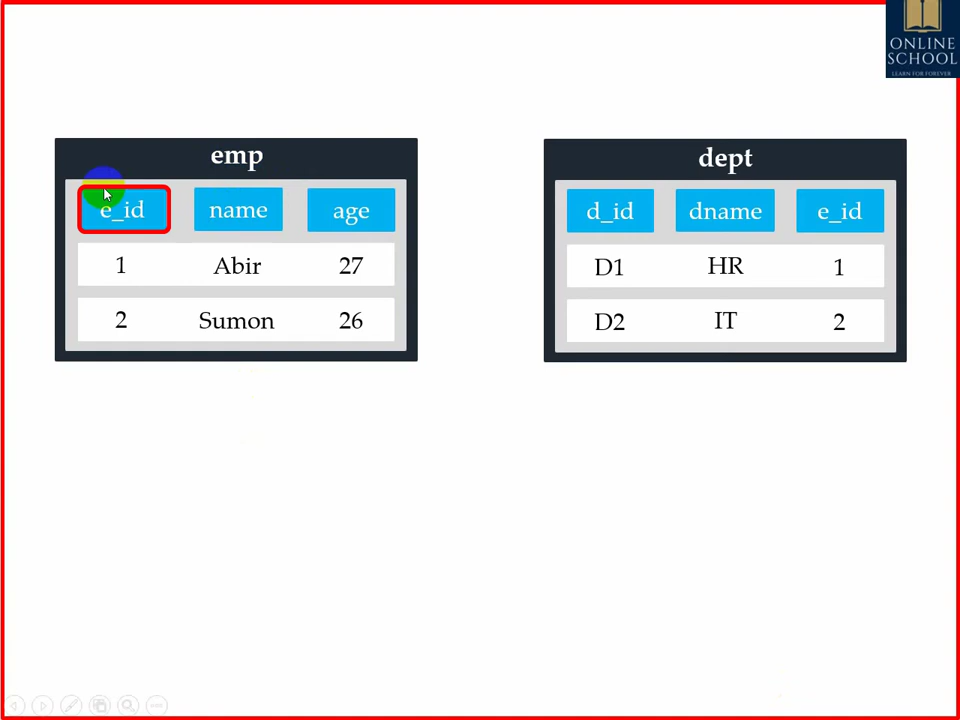 ONLINE
SCHOOL
LEARN FOR FOREVER
emp
e_id name age
1 Abir 27
2 Sumon 26
dept
d_id dname e_id
D1 HR 1
D2 IT 2